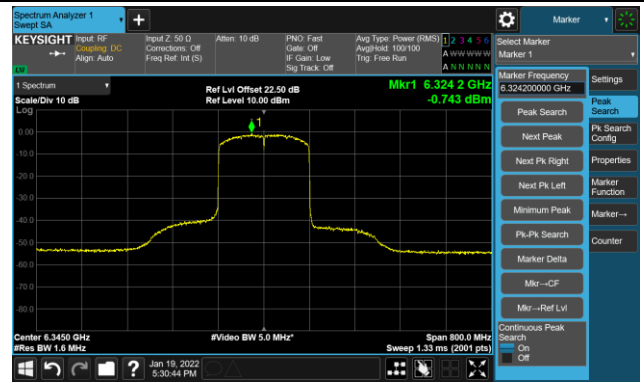 Spectrum Analyzer 1
Swept SA
Marker
KEYSIGHT
Input: RF
Coupling: DC
Align: Auto
Input Z: 50 Ω
Corrections: Off
Freq Ref: Int (S)
Atten: 10 dB
PNO: Fast
Gate: Off
IF Gain: Low
Sig Track: Off
Avg Type: Power (RMS)
Avg|Hold: 100/100
Trig: Free Run
1 2 3 4 5 6
A W W W W W
A N N N N N
Select Marker
Marker 1
1 Spectrum
Scale/Div 10 dB
Log
Ref Lvl Offset 22.50 dB
Ref Level 10.00 dBm
Mkr1 6.324 2 GHz
-0.743 dBm
1
0.00
-10.0
-20.0
-30.0
-40.0
-50.0
-60.0
-70.0
-80.0
Center 6.3450 GHz
#Res BW 1.6 MHz
#Video BW 5.0 MHz*
Span 800.0 MHz
Sweep 1.33 ms (2001 pts)
Marker Frequency
6.324200000 GHz
Peak Search
Next Peak
Next Pk Right
Next Pk Left
Minimum Peak
Pk-Pk Search
Marker Delta
Mkr→CF
Mkr→Ref Lvl
Continuous Peak
Search
On
Off
Settings
Peak
Search
Pk Search
Config
Properties
Marker
Function
Marker→
Counter
Jan 19, 2022
5:30:44 PM